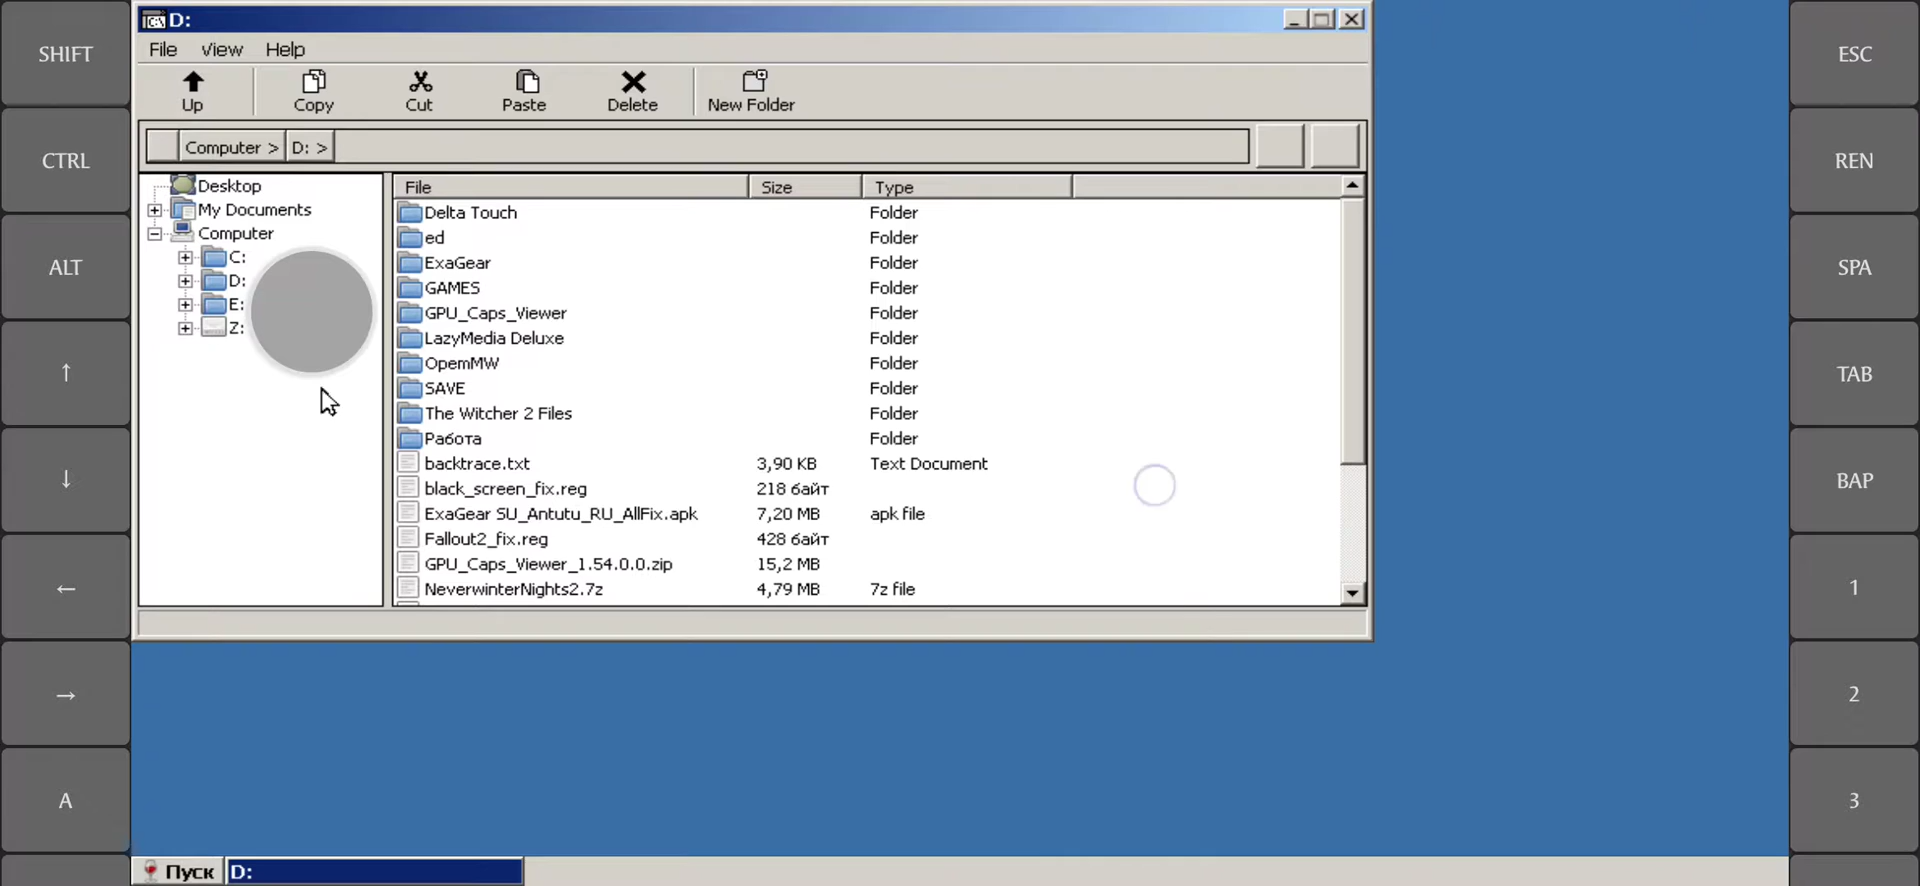 SHIFT
CTRL
ALT
↑
↓
←
→
A
D:
File View Help
Up Copy Cut Paste Delete New Folder
Computer > D: >
Desktop
My Documents
Computer
C:
D:
E:
Z:
File Size Type
Delta Touch Folder
ed Folder
ExaGear Folder
GAMES Folder
GPU_Caps_Viewer Folder
LazyMedia Deluxe Folder
OpemMW Folder
SAVE Folder
The Witcher 2 Files Folder
Работа Folder
backtrace.txt 3,90 KB Text Document
black_screen_fix.reg 218 байт
ExaGear SU_Antutu_RU_AllFix.apk 7,20 MB apk file
Fallout2_fix.reg 428 байт
GPU_Caps_Viewer_1.54.0.0.zip 15,2 MB
NeverwinterNights2.7z 4,79 MB 7z file
Пуск D:
ESC
REN
SPA
TAB
BAP
1
2
3